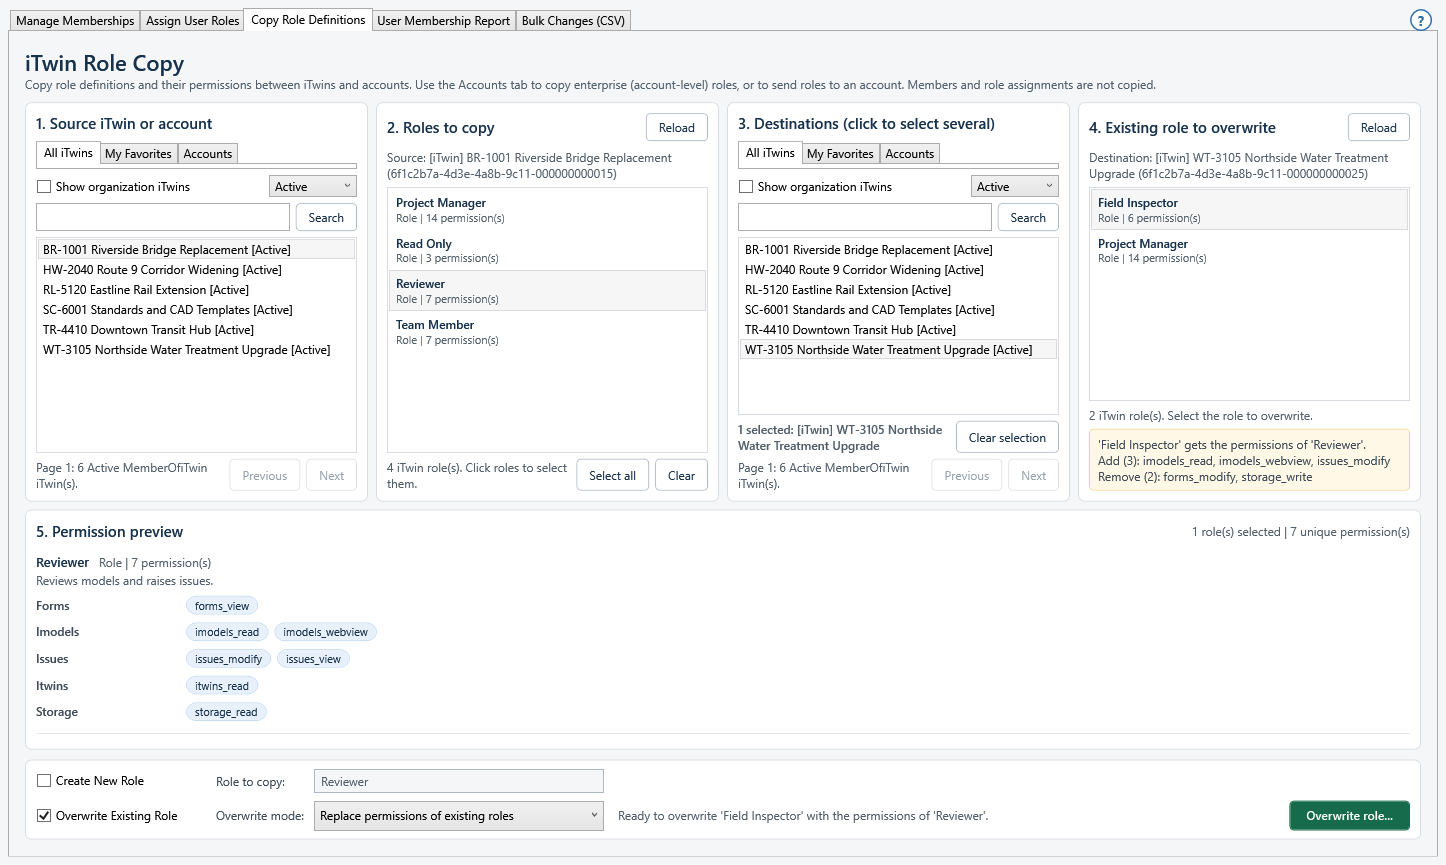 Manage Memberships
Assign User Roles
Copy Role Definitions
User Membership Report
Bulk Changes (CSV)
?
iTwin Role Copy
Copy role definitions and their permissions between iTwins and accounts. Use the Accounts tab to copy enterprise (account-level) roles, or to send roles to an account. Members and role assignments are not copied.
1. Source iTwin or account
All iTwins
My Favorites
Accounts
Show organization iTwins
Active
Search
BR-1001 Riverside Bridge Replacement [Active]
HW-2040 Route 9 Corridor Widening [Active]
RL-5120 Eastline Rail Extension [Active]
SC-6001 Standards and CAD Templates [Active]
TR-4410 Downtown Transit Hub [Active]
WT-3105 Northside Water Treatment Upgrade [Active]
Page 1: 6 Active MemberOfiTwin
iTwin(s).
Previous
Next
2. Roles to copy
Reload
Source: [iTwin] BR-1001 Riverside Bridge Replacement
(6f1c2b7a-4d3e-4a8b-9c11-000000000015)
Project Manager
Role | 14 permission(s)
Read Only
Role | 3 permission(s)
Reviewer
Role | 7 permission(s)
Team Member
Role | 7 permission(s)
4 iTwin role(s). Click roles to select
them.
Select all
Clear
3. Destinations (click to select several)
All iTwins
My Favorites
Accounts
Show organization iTwins
Active
Search
BR-1001 Riverside Bridge Replacement [Active]
HW-2040 Route 9 Corridor Widening [Active]
RL-5120 Eastline Rail Extension [Active]
SC-6001 Standards and CAD Templates [Active]
TR-4410 Downtown Transit Hub [Active]
WT-3105 Northside Water Treatment Upgrade [Active]
1 selected: [iTwin] WT-3105 Northside
Water Treatment Upgrade
Clear selection
Page 1: 6 Active MemberOfiTwin
iTwin(s).
Previous
Next
4. Existing role to overwrite
Reload
Destination: [iTwin] WT-3105 Northside Water Treatment
Upgrade (6f1c2b7a-4d3e-4a8b-9c11-000000000025)
Field Inspector
Role | 6 permission(s)
Project Manager
Role | 14 permission(s)
2 iTwin role(s). Select the role to overwrite.
'Field Inspector' gets the permissions of 'Reviewer'.
Add (3): imodels_read, imodels_webview, issues_modify
Remove (2): forms_modify, storage_write
5. Permission preview
1 role(s) selected | 7 unique permission(s)
Reviewer Role | 7 permission(s)
Reviews models and raises issues.
Forms forms_view
Imodels imodels_read imodels_webview
Issues issues_modify issues_view
Itwins itwins_read
Storage storage_read
Create New Role
Role to copy: Reviewer
Overwrite Existing Role
Overwrite mode: Replace permissions of existing roles
Ready to overwrite 'Field Inspector' with the permissions of 'Reviewer'.
Overwrite role...